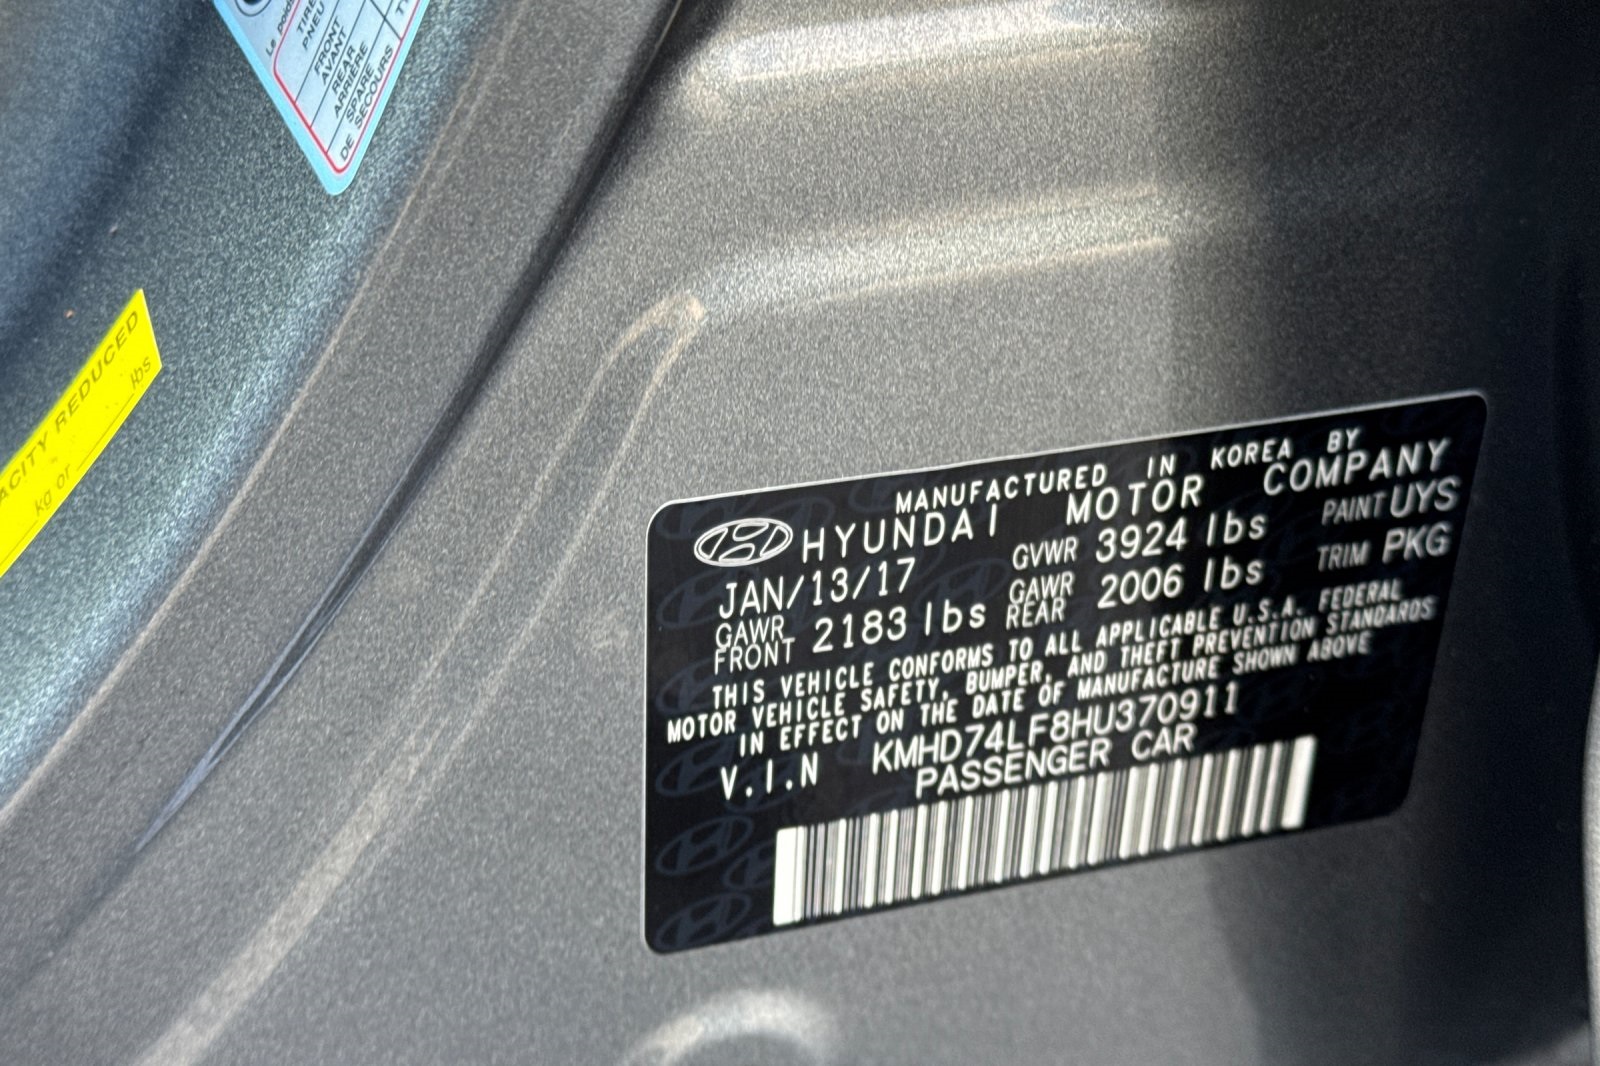 TIRE
PNEU
FRONT
AVANT
REAR
ARRIÈRE
SPARE
DE SECOURS
ACITY REDUCED
kg or lbs
MANUFACTURED IN KOREA BY
HYUNDAI MOTOR COMPANY
JAN/13/17 GVWR 3924 lbs PAINT UYS
GAWR FRONT 2183 lbs GAWR REAR 2006 lbs TRIM PKG
THIS VEHICLE CONFORMS TO ALL APPLICABLE U.S.A. FEDERAL
MOTOR VEHICLE SAFETY, BUMPER, AND THEFT PREVENTION STANDARDS
IN EFFECT ON THE DATE OF MANUFACTURE SHOWN ABOVE
V.I.N KMHD74LF8HU370911
PASSENGER CAR